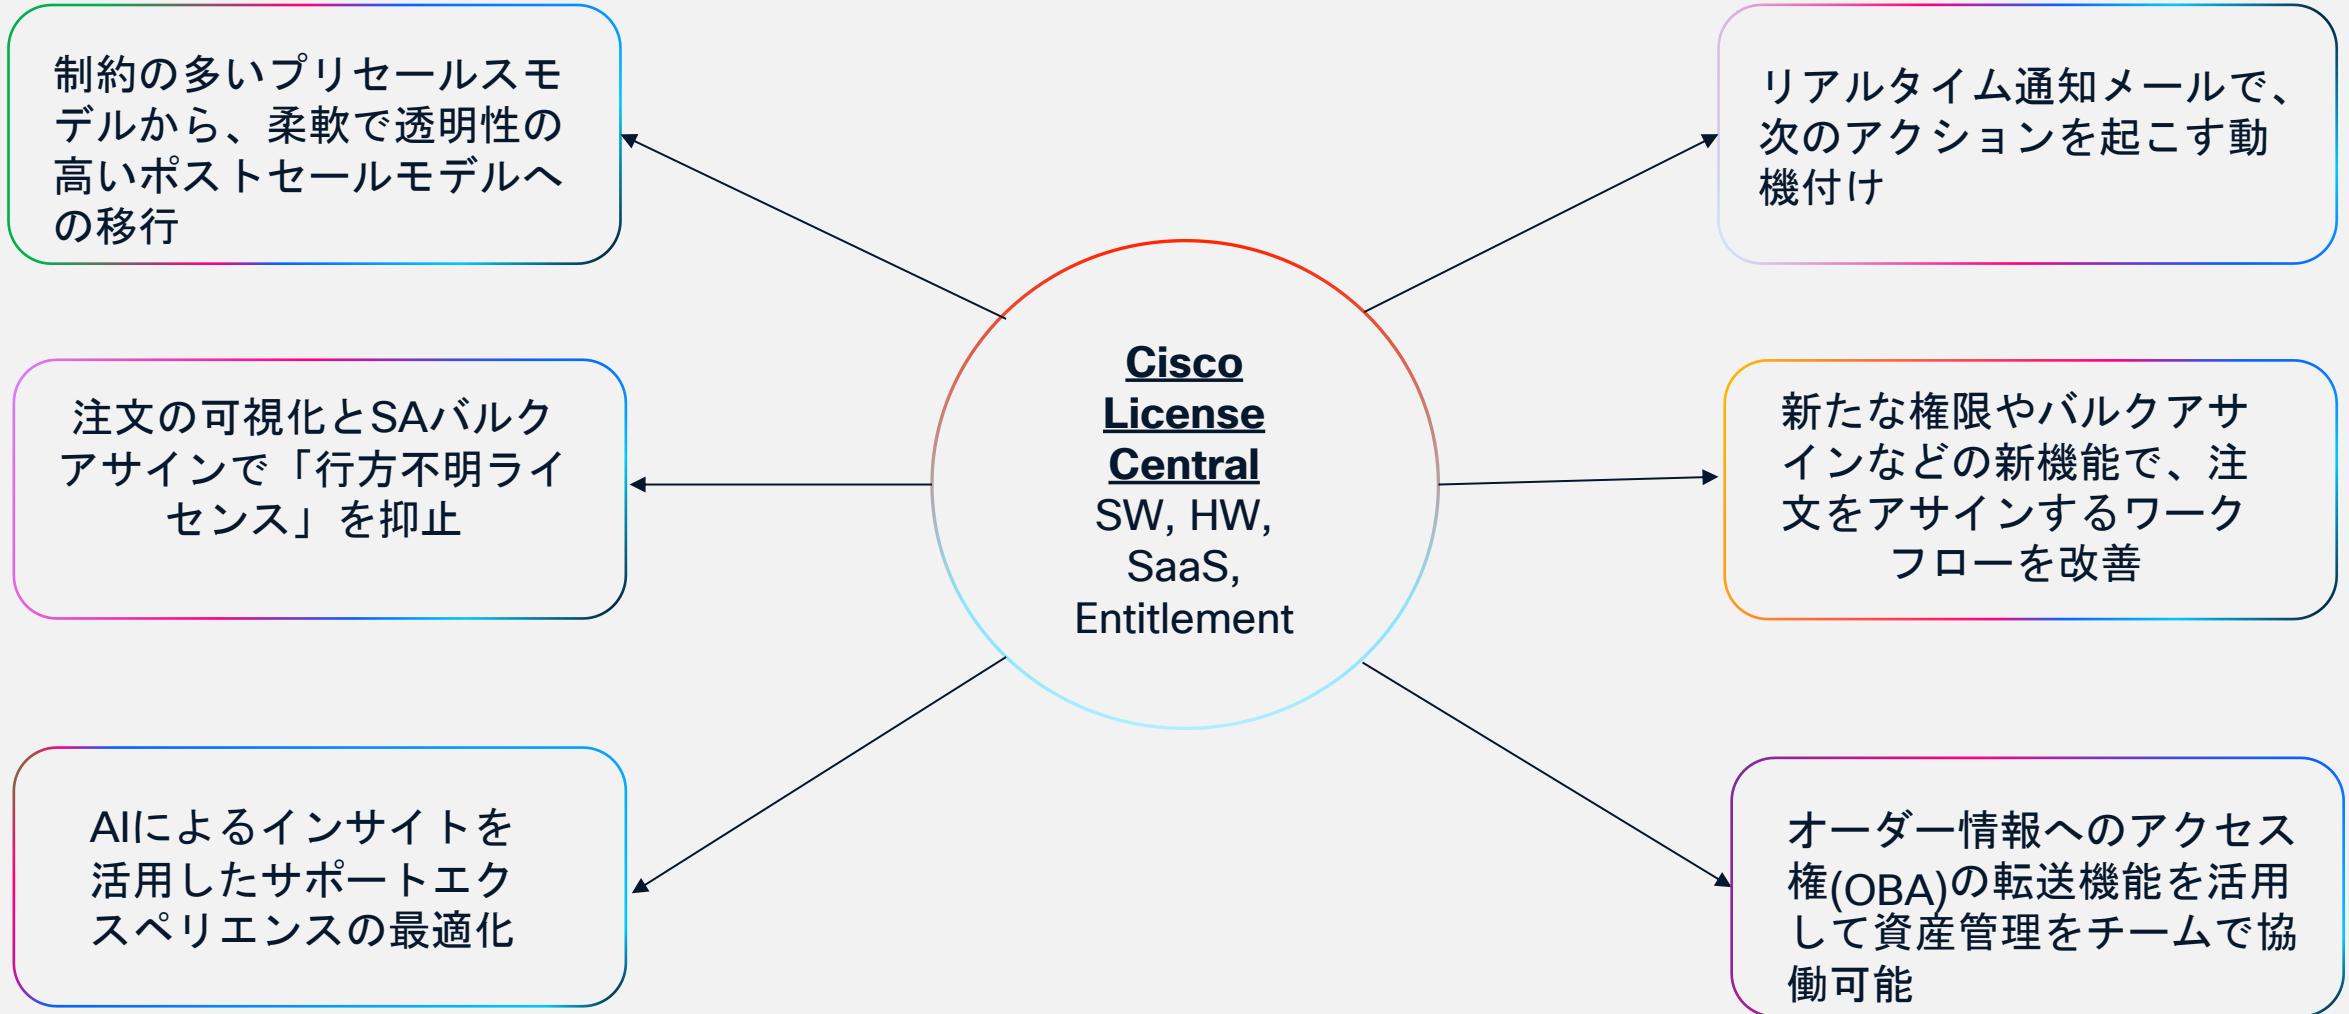 制約の多いプリセールスモ
デルから、柔軟で透明性の
高いポストセールモデルへ
の移行
注文の可視化とSAバルク
アサインで「行方不明ライ
センス」を抑止
AIによるインサイトを
活用したサポートエク
スペリエンスの最適化
Cisco
License
Central
SW, HW,
SaaS,
Entitlement
リアルタイム通知メールで、
次のアクションを起こす動
機付け
新たな権限やバルクアサ
インなどの新機能で、注
文をアサインするワーク
フローを改善
オーダー情報へのアクセス
権(OBA)の転送機能を活用
して資産管理をチームで協
働可能